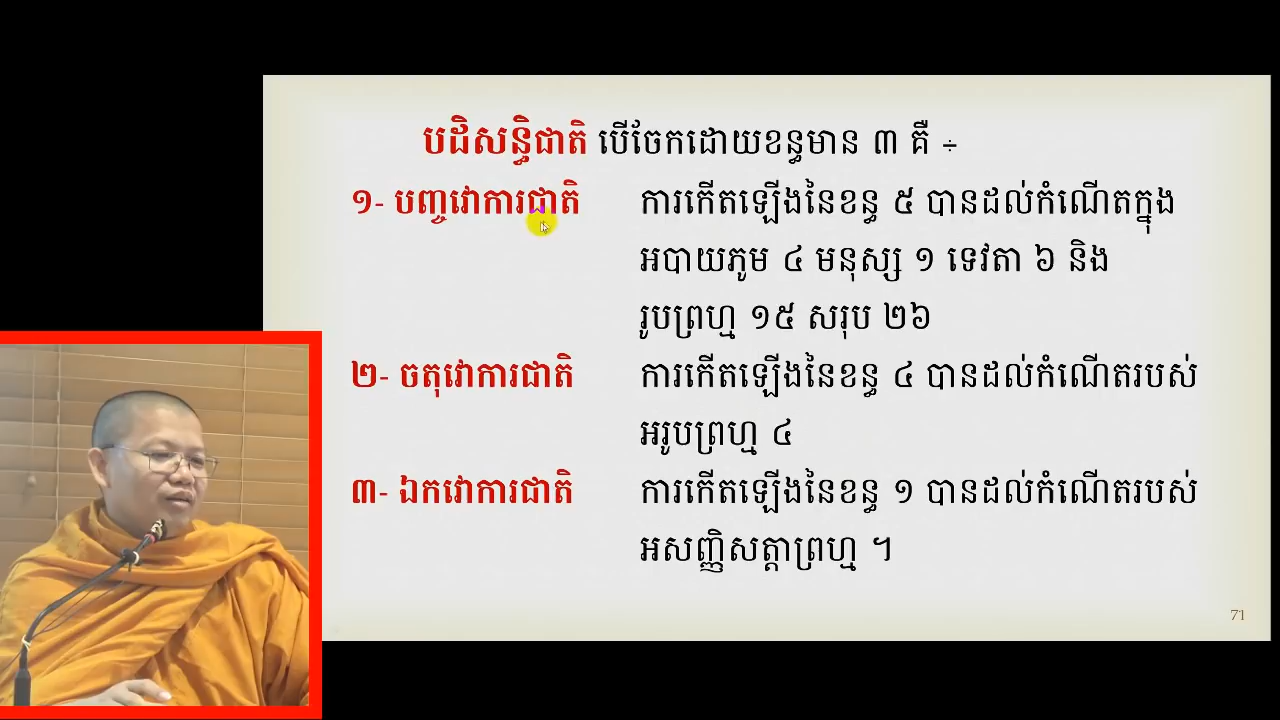 បដិសន្ធិជាតិ បើចែកដោយខន្ធមាន ៣ គឺ ÷
១- បញ្ចវោការជាតិ ការកើតឡើងនៃខន្ធ ៥ បានដល់កំណើតក្នុង
អបាយភូម ៤ មនុស្ស ១ ទេវតា ៦ និង
រូបព្រហ្ម ១៥ សរុប ២៦
២- ចតុវោការជាតិ ការកើតឡើងនៃខន្ធ ៤ បានដល់កំណើតរបស់
អរូបព្រហ្ម ៤
៣- ឯកវោការជាតិ ការកើតឡើងនៃខន្ធ ១ បានដល់កំណើតរបស់
អសញ្ញិសត្តាព្រហ្ម ។
71